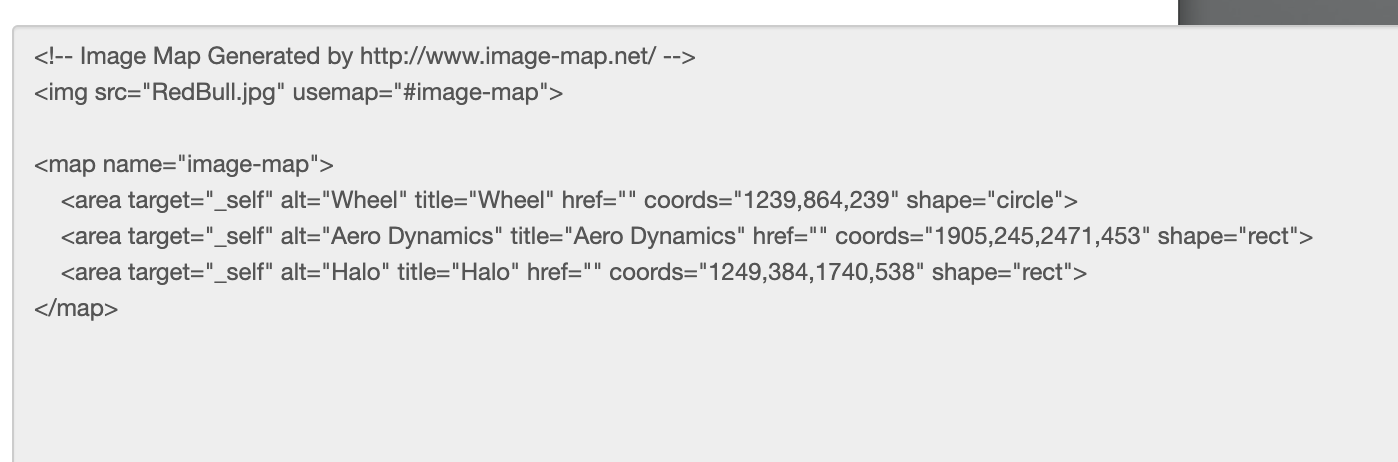 <!-- Image Map Generated by http://www.image-map.net/ -->
<img src="RedBull.jpg" usemap="#image-map">
<map name="image-map">
<area target="_self" alt="Wheel" title="Wheel" href="" coords="1239,864,239" shape="circle">
<area target="_self" alt="Aero Dynamics" title="Aero Dynamics" href="" coords="1905,245,2471,453" shape="rect">
<area target="_self" alt="Halo" title="Halo" href="" coords="1249,384,1740,538" shape="rect">
</map>